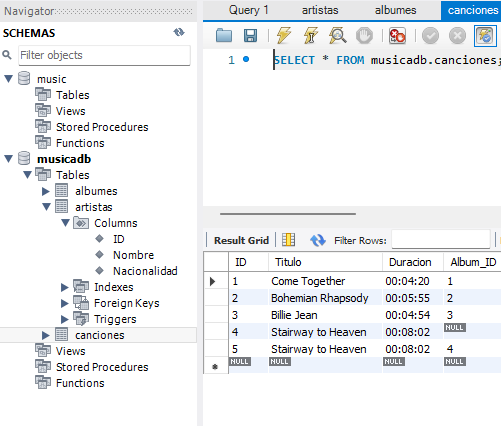 Navigator:
SCHEMAS
Filter objects
music
Tables
Views
Stored Procedures
Functions
musicadb
Tables
albumes
artistas
Columns
ID
Nombre
Nacionalidad
Indexes
Foreign Keys
Triggers
canciones
Views
Stored Procedures
Functions
Query 1 artistas albumes canciones
1 SELECT * FROM musicadb.canciones;
Result Grid Filter Rows:
ID Titulo Duracion Album_ID
1 Come Together 00:04:20 1
2 Bohemian Rhapsody 00:05:55 2
3 Billie Jean 00:04:54 3
4 Stairway to Heaven 00:08:02 NULL
5 Stairway to Heaven 00:08:02 4
NULL NULL NULL NULL